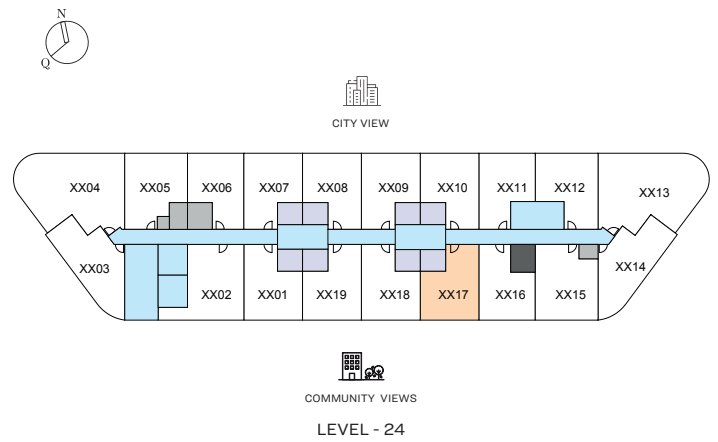 N
Q
CITY VIEW
XX04 XX05 XX06 XX07 XX08 XX09 XX10 XX11 XX12 XX13
XX03 XX14
XX02 XX01 XX19 XX18 XX17 XX16 XX15
COMMUNITY VIEWS
LEVEL - 24